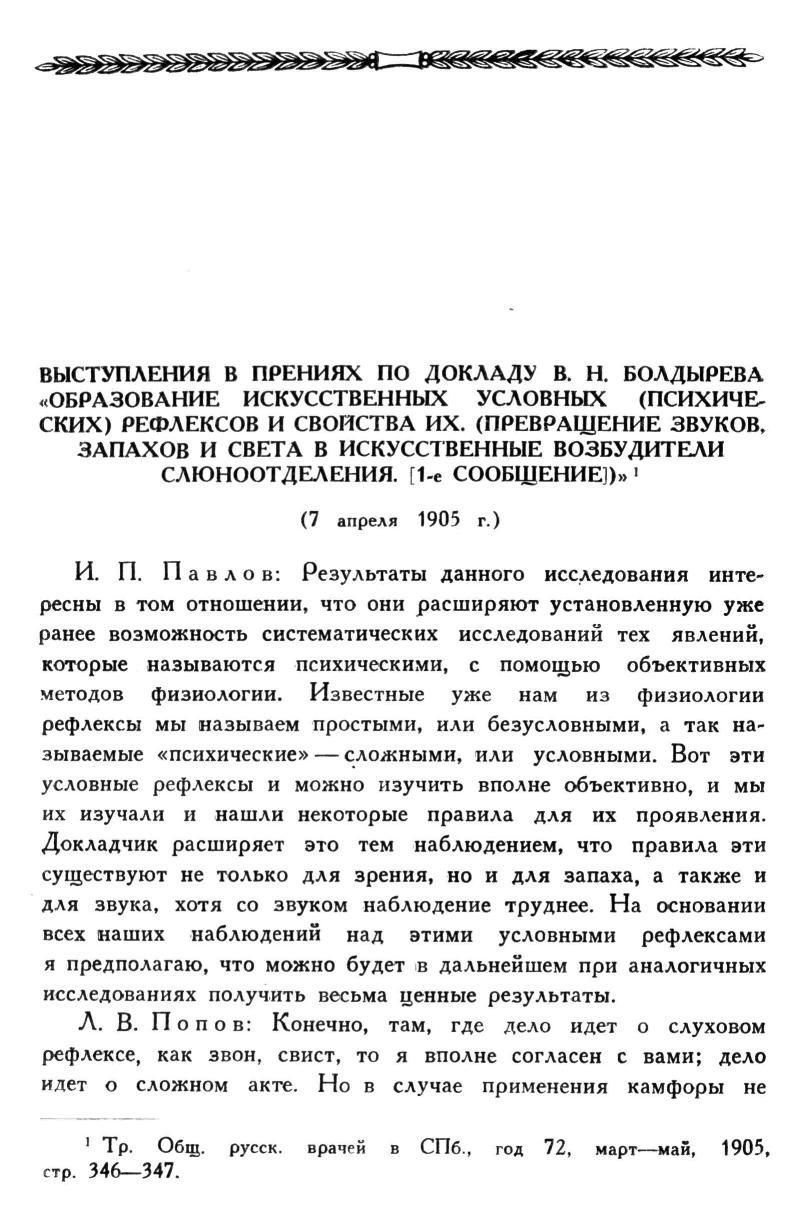 ВЫСТУПЛЕНИЯ В ПРЕНИЯХ ПО ДОКЛАДУ В. Н. БОЛДЫРЕВА
«ОБРАЗОВАНИЕ ИСКУССТВЕННЫХ УСЛОВНЫХ (ПСИХИЧЕ-
СКИХ) РЕФЛЕКСОВ И СВОЙСТВА ИХ. (ПРЕВРАЩЕНИЕ ЗВУКОВ,
ЗАПАХОВ И СВЕТА В ИСКУССТВЕННЫЕ ВОЗБУДИТЕЛИ
СЛЮНООТДЕЛЕНИЯ. [1-е СООБЩЕНИЕ])» ¹
(7 апреля 1905 г.)
И. П. Павлов: Результаты данного исследования инте-
ресны в том отношении, что они расширяют установленную уже
ранее возможность систематических исследований тех явлений,
которые называются психическими, с помощью объективных
методов физиологии. Известные уже нам из физиологии
рефлексы мы называем простыми, или безусловными, а так на-
зываемые «психические» — сложными, или условными. Вот эти
условные рефлексы и можно изучить вполне объективно, и мы
их изучали и нашли некоторые правила для их проявления.
Докладчик расширяет это тем наблюдением, что правила эти
существуют не только для зрения, но и для запаха, а также и
для звука, хотя со звуком наблюдение труднее. На основании
всех наших наблюдений над этими условными рефлексами
я предполагаю, что можно будет в дальнейшем при аналогичных
исследованиях получить весьма ценные результаты.
Л. В. Попов: Конечно, там, где дело идет о слуховом
рефлексе, как звон, свист, то я вполне согласен с вами; дело
идет о сложном акте. Но в случае применения камфоры не
¹ Тр. Общ. русск. врачей в СПб., год 72, март—май, 1905,
стр. 346—347.